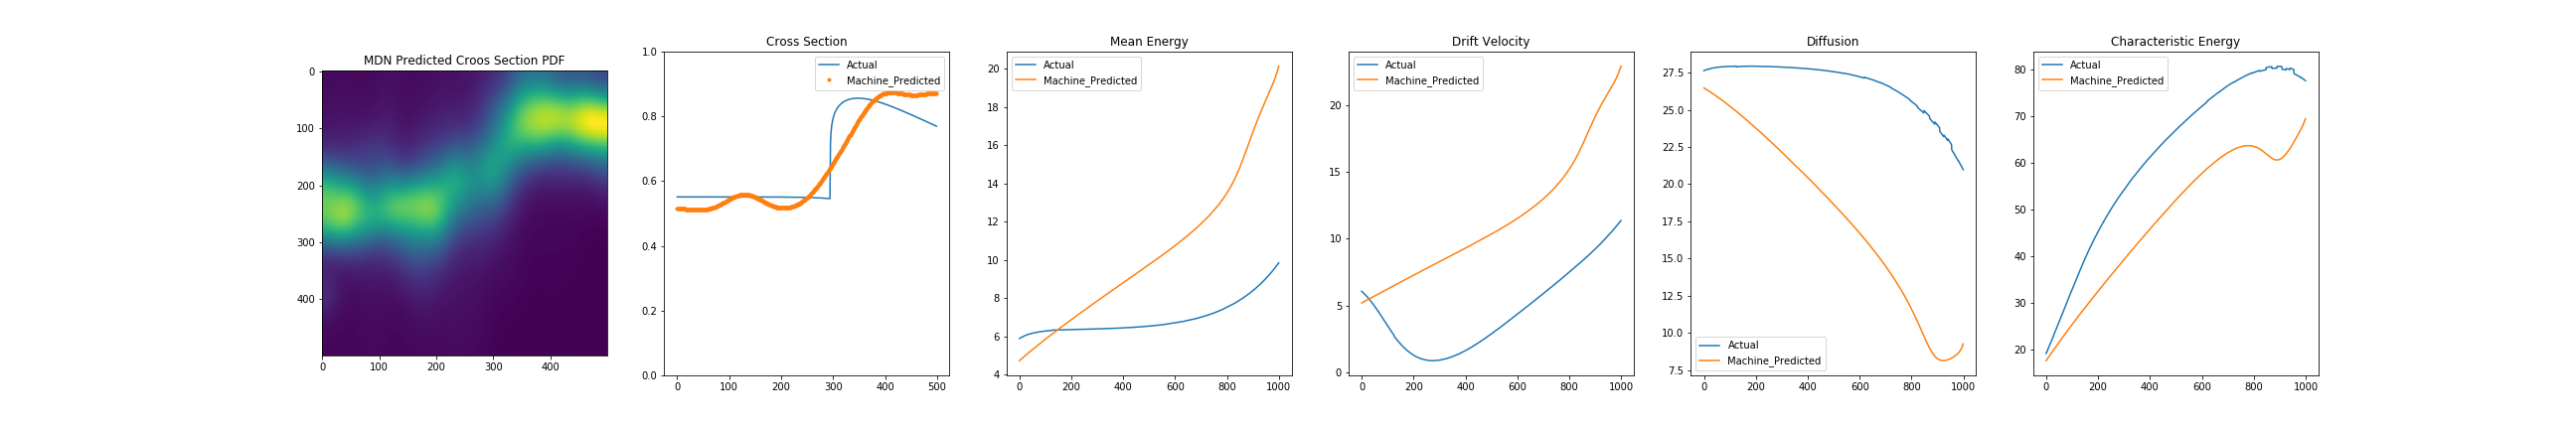 MDN Predicted Croos Section PDF
0
100
200
300
400
0 100 200 300 400
Cross Section
Actual
Machine_Predicted
1.0
0.8
0.6
0.4
0.2
0.0
0 100 200 300 400 500
Mean Energy
Actual
Machine_Predicted
20
18
16
14
12
10
8
6
4
0 200 400 600 800 1000
Drift Velocity
Actual
Machine_Predicted
20
15
10
5
0
0 200 400 600 800 1000
Diffusion
27.5
25.0
22.5
20.0
17.5
15.0
12.5
10.0
7.5
Actual
Machine_Predicted
0 200 400 600 800 1000
Characteristic Energy
Actual
Machine_Predicted
80
70
60
50
40
30
20
0 200 400 600 800 1000